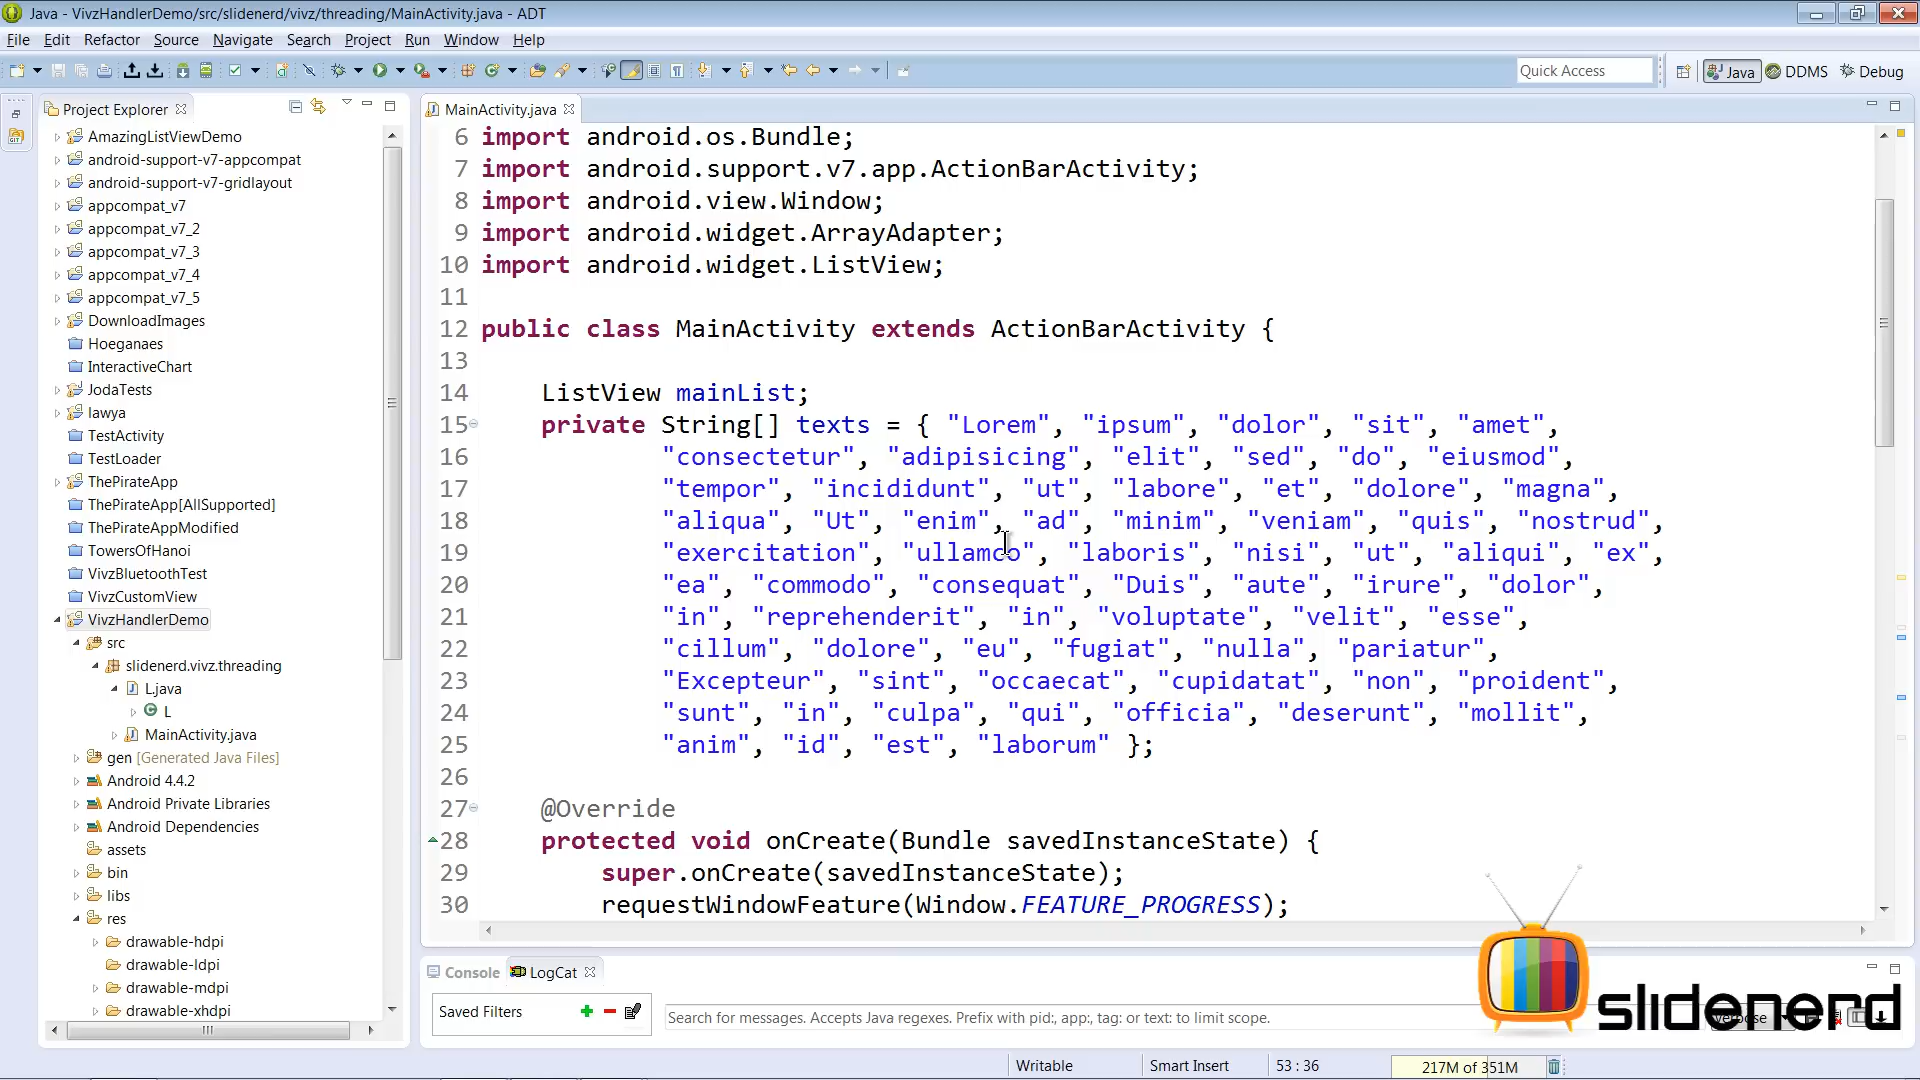 Java - VivzHandlerDemo/src/slidenerd/vivz/threading/MainActivity.java - ADT
File Edit Refactor Source Navigate Search Project Run Window Help
Quick Access
Java
DDMS
Debug
Project Explorer
AmazingListViewDemo
android-support-v7-appcompat
android-support-v7-gridlayout
appcompat_v7
appcompat_v7_2
appcompat_v7_3
appcompat_v7_4
appcompat_v7_5
DownloadImages
Hoeganaes
InteractiveChart
JodaTests
lawya
TestActivity
TestLoader
ThePirateApp
ThePirateApp[AllSupported]
ThePirateAppModified
TowersOfHanoi
VivzBluetoothTest
VivzCustomView
VivzHandlerDemo
src
slidenerd.vivz.threading
L.java
L
MainActivity.java
gen [Generated Java Files]
Android 4.4.2
Android Private Libraries
Android Dependencies
assets
bin
libs
res
drawable-hdpi
drawable-ldpi
drawable-mdpi
drawable-xhdpi
MainActivity.java
6 import android.os.Bundle;
7 import android.support.v7.app.ActionBarActivity;
8 import android.view.Window;
9 import android.widget.ArrayAdapter;
10 import android.widget.ListView;
11
12 public class MainActivity extends ActionBarActivity {
13
14 ListView mainList;
15 private String[] texts = { "Lorem", "ipsum", "dolor", "sit", "amet",
16 "consectetur", "adipisicing", "elit", "sed", "do", "eiusmod",
17 "tempor", "incididunt", "ut", "labore", "et", "dolore", "magna",
18 "aliqua", "Ut", "enim", "ad", "minim", "veniam", "quis", "nostrud",
19 "exercitation", "ullamco", "laboris", "nisi", "ut", "aliqui", "ex",
20 "ea", "commodo", "consequat", "Duis", "aute", "irure", "dolor",
21 "in", "reprehenderit", "in", "voluptate", "velit", "esse",
22 "cillum", "dolore", "eu", "fugiat", "nulla", "pariatur",
23 "Excepteur", "sint", "occaecat", "cupidatat", "non", "proident",
24 "sunt", "in", "culpa", "qui", "officia", "deserunt", "mollit",
25 "anim", "id", "est", "laborum" };
26
27 @Override
28 protected void onCreate(Bundle savedInstanceState) {
29 super.onCreate(savedInstanceState);
30 requestWindowFeature(Window.FEATURE_PROGRESS);
Console LogCat
Saved Filters
Search for messages. Accepts Java regexes. Prefix with pid:, app:, tag: or text: to limit scope.
slidenerd
Writable
Smart Insert
53 : 36
217M of 351M